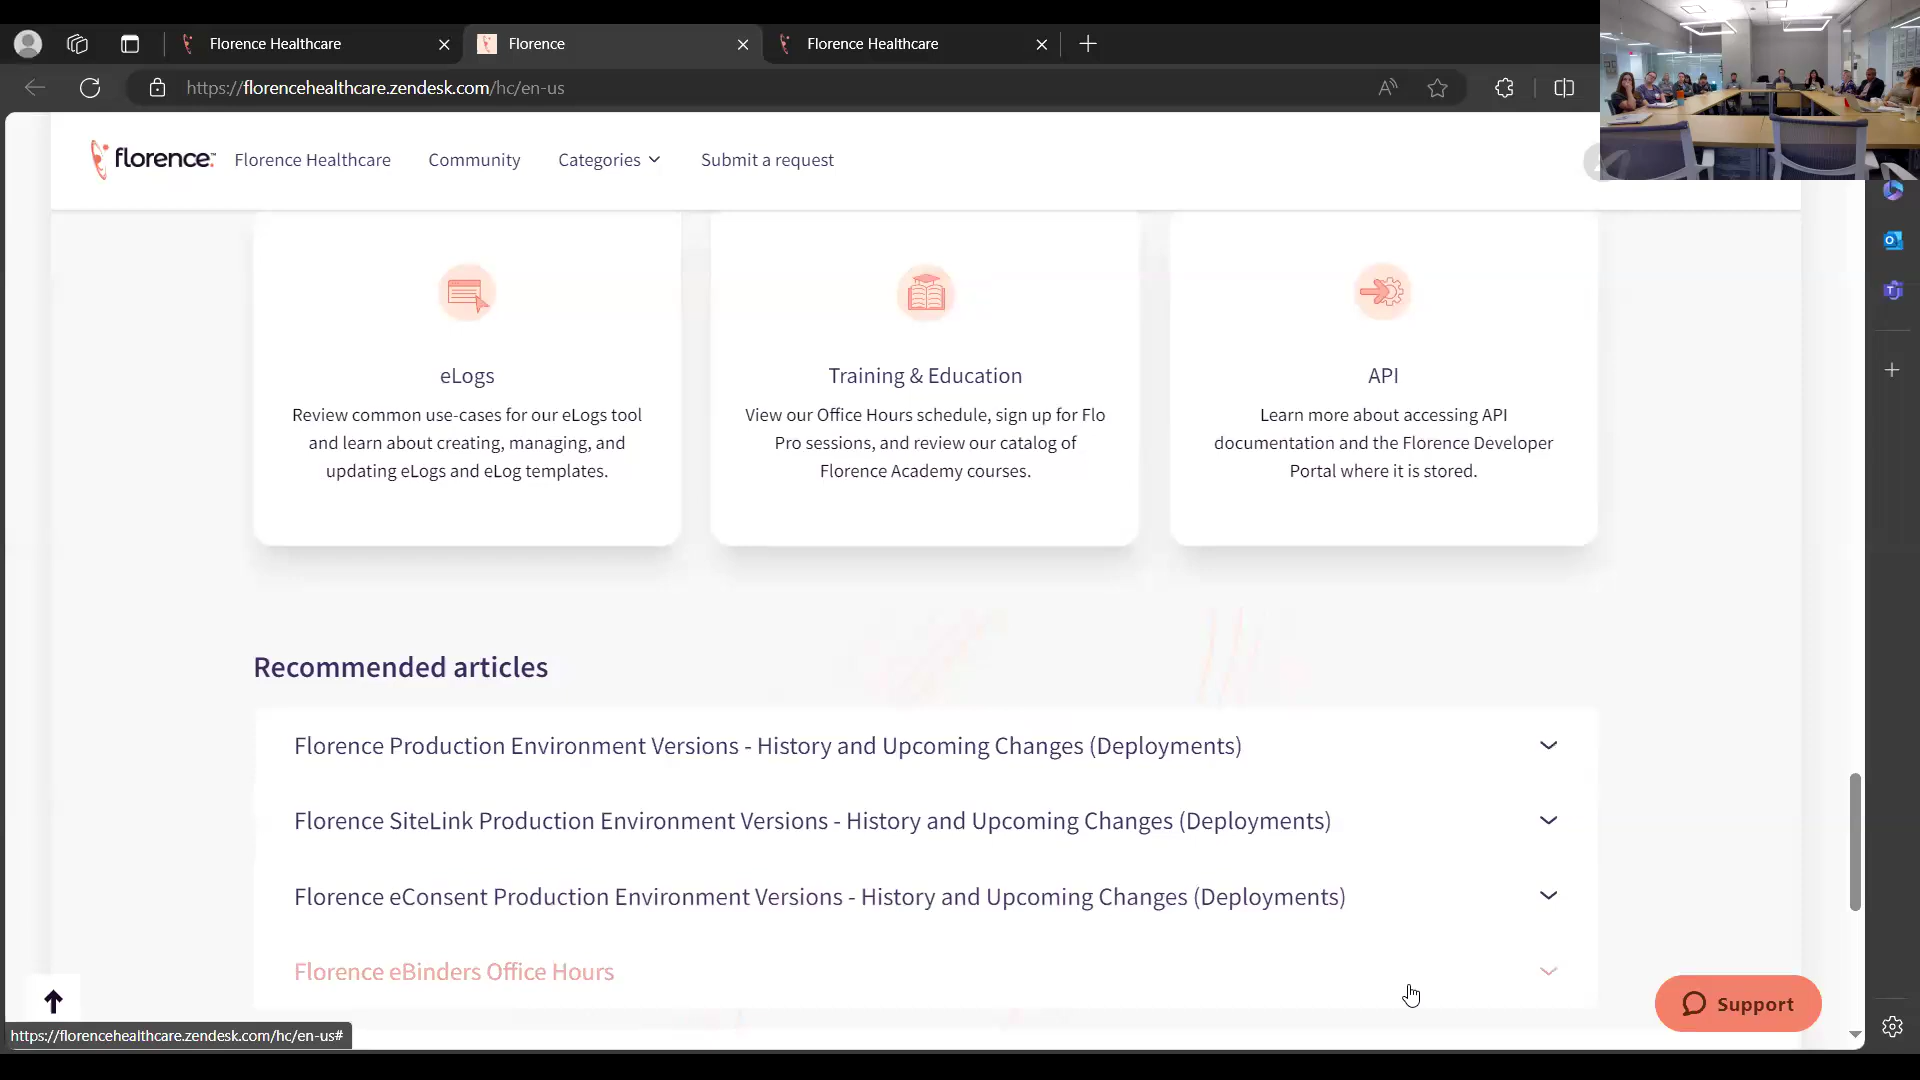 Florence Healthcare
Florence
Florence Healthcare
https://florencehealthcare.zendesk.com/hc/en-us
florence™
Florence Healthcare
Community
Categories
Submit a request
eLogs
Review common use-cases for our eLogs tool
and learn about creating, managing, and
updating eLogs and eLog templates.
Training & Education
View our Office Hours schedule, sign up for Flo
Pro sessions, and review our catalog of
Florence Academy courses.
API
Learn more about accessing API
documentation and the Florence Developer
Portal where it is stored.
Recommended articles
Florence Production Environment Versions - History and Upcoming Changes (Deployments)
Florence SiteLink Production Environment Versions - History and Upcoming Changes (Deployments)
Florence eConsent Production Environment Versions - History and Upcoming Changes (Deployments)
Florence eBinders Office Hours
Support
https://florencehealthcare.zendesk.com/hc/en-us#